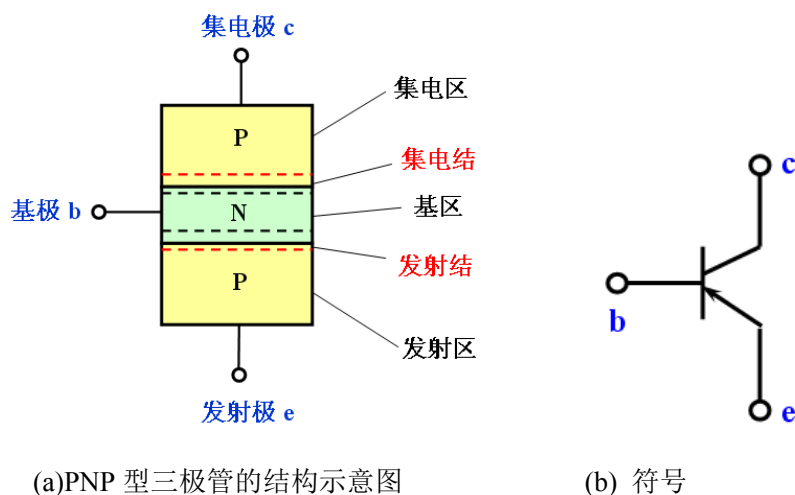 集电极 c
集电区
P
集电结
基极 b
N
基区
发射结
P
发射区
发射极 e
c
b
e
(a)PNP 型三极管的结构示意图
(b) 符号